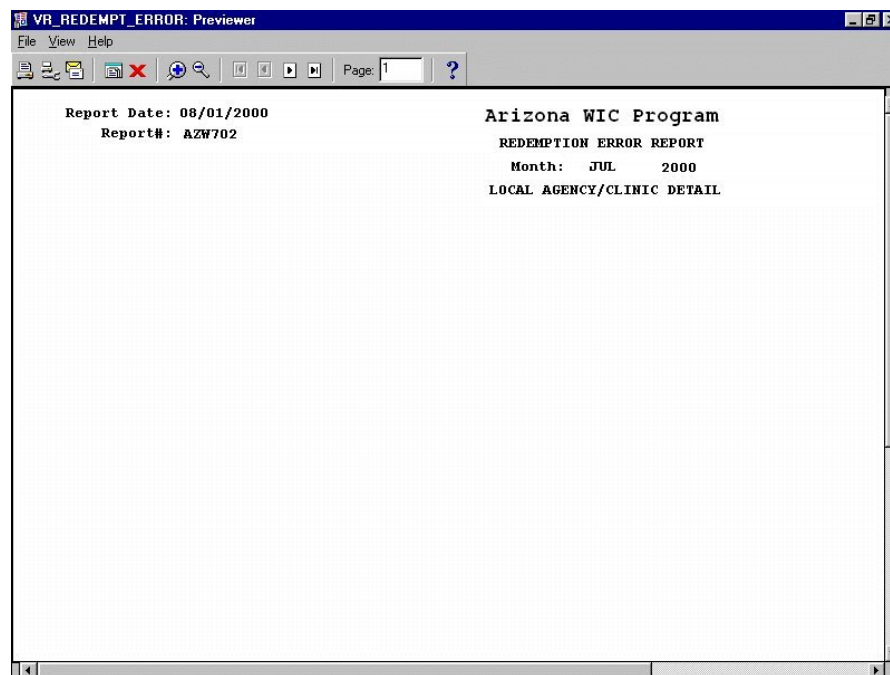 VR_REDEMPT_ERROR: Previewer
File View Help
Page: 1 ?
Report Date: 08/01/2000
Report#: AZW702
Arizona WIC Program
REDEMPTION ERROR REPORT
Month: JUL 2000
LOCAL AGENCY/CLINIC DETAIL